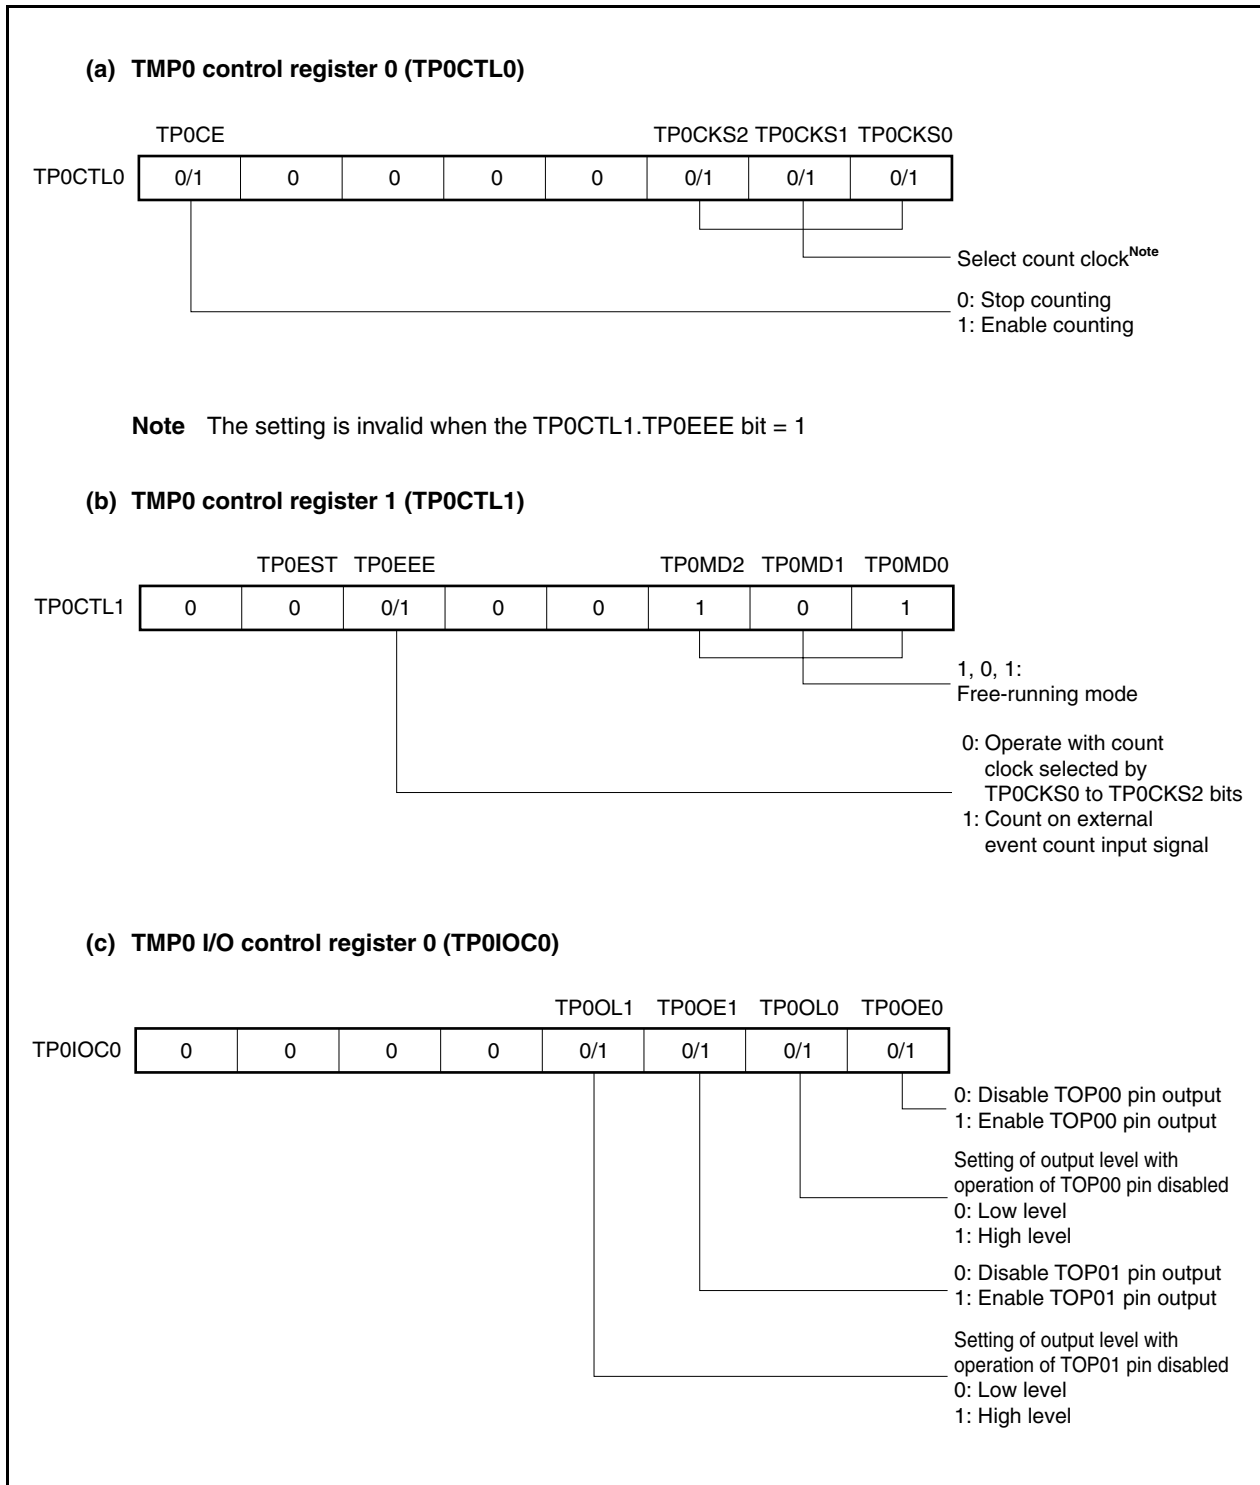 (a) TMP0 control register 0 (TP0CTL0)
TP0CE TP0CKS2 TP0CKS1 TP0CKS0
TP0CTL0 0/1 0 0 0 0 0/1 0/1 0/1
Select count clockNote
0: Stop counting
1: Enable counting
Note The setting is invalid when the TP0CTL1.TP0EEE bit = 1
(b) TMP0 control register 1 (TP0CTL1)
TP0EST TP0EEE TP0MD2 TP0MD1 TP0MD0
TP0CTL1 0 0 0/1 0 0 1 0 1
1, 0, 1:
Free-running mode
0: Operate with count
clock selected by
TP0CKS0 to TP0CKS2 bits
1: Count on external
event count input signal
(c) TMP0 I/O control register 0 (TP0IOC0)
TP0OL1 TP0OE1 TP0OL0 TP0OE0
TP0IOC0 0 0 0 0 0/1 0/1 0/1 0/1
0: Disable TOP00 pin output
1: Enable TOP00 pin output
Setting of output level with
operation of TOP00 pin disabled
0: Low level
1: High level
0: Disable TOP01 pin output
1: Enable TOP01 pin output
Setting of output level with
operation of TOP01 pin disabled
0: Low level
1: High level